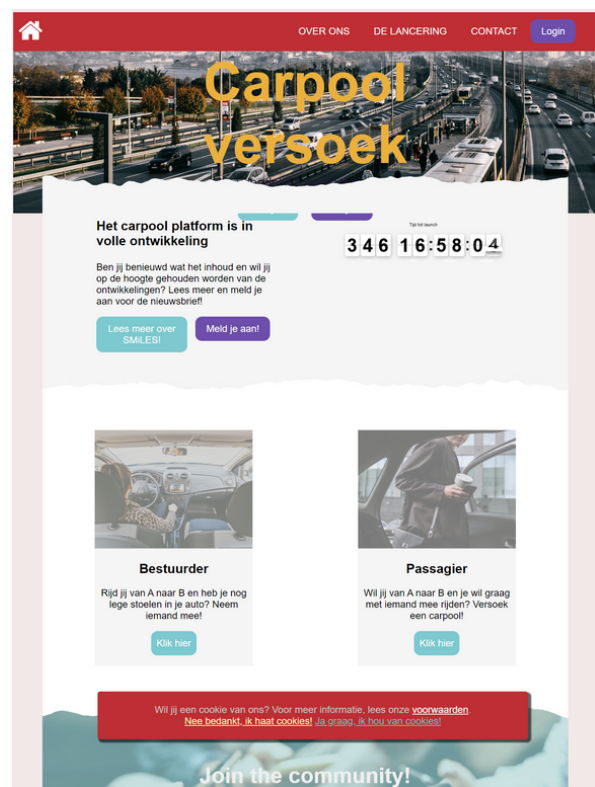 OVER ONS DE LANCERING CONTACT Login
Carpool
versoek
Het carpool platform is in
volle ontwikkeling
Ben jij benieuwd wat het inhoud en wil jij
op de hoogte gehouden worden van de
ontwikkelingen? Lees meer en meld je
aan voor de nieuwsbrief!
Lees meer over
SMiLES!
Meld je aan!
Tijd tot launch
346 16:58:04
Bestuurder
Rijd jij van A naar B en heb je nog
lege stoelen in je auto? Neem
iemand mee!
Klik hier
Passagier
Wil jij van A naar B en je wil graag
met iemand mee rijden? Versoek
een carpool!
Klik hier
Wil jij een cookie van ons? Voor meer informatie, lees onze voorwaarden.
Nee bedankt, ik haat cookies! Ja graag, ik hou van cookies!
Join the community!